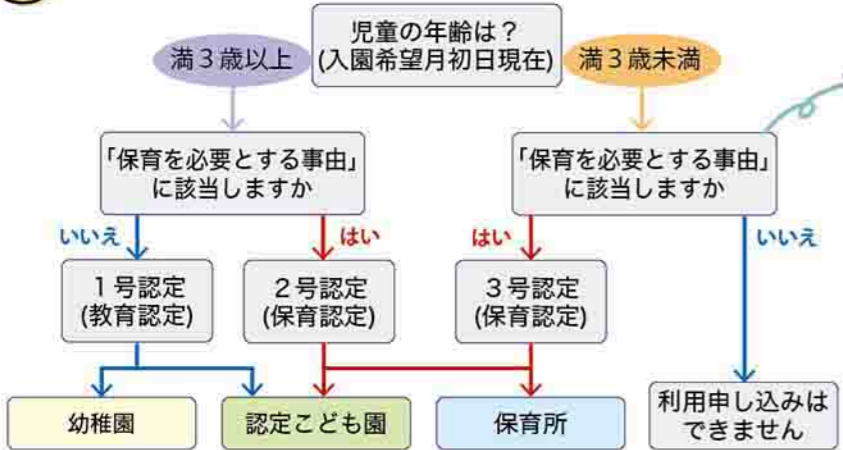 児童の年齢は？
(入園希望月初日現在)
満３歳以上
満３歳未満
「保育を必要とする事由」
に該当しますか
「保育を必要とする事由」
に該当しますか
いいえ
はい
はい
いいえ
１号認定
(教育認定)
２号認定
(保育認定)
３号認定
(保育認定)
幼稚園
認定こども園
保育所
利用申し込みは
できません